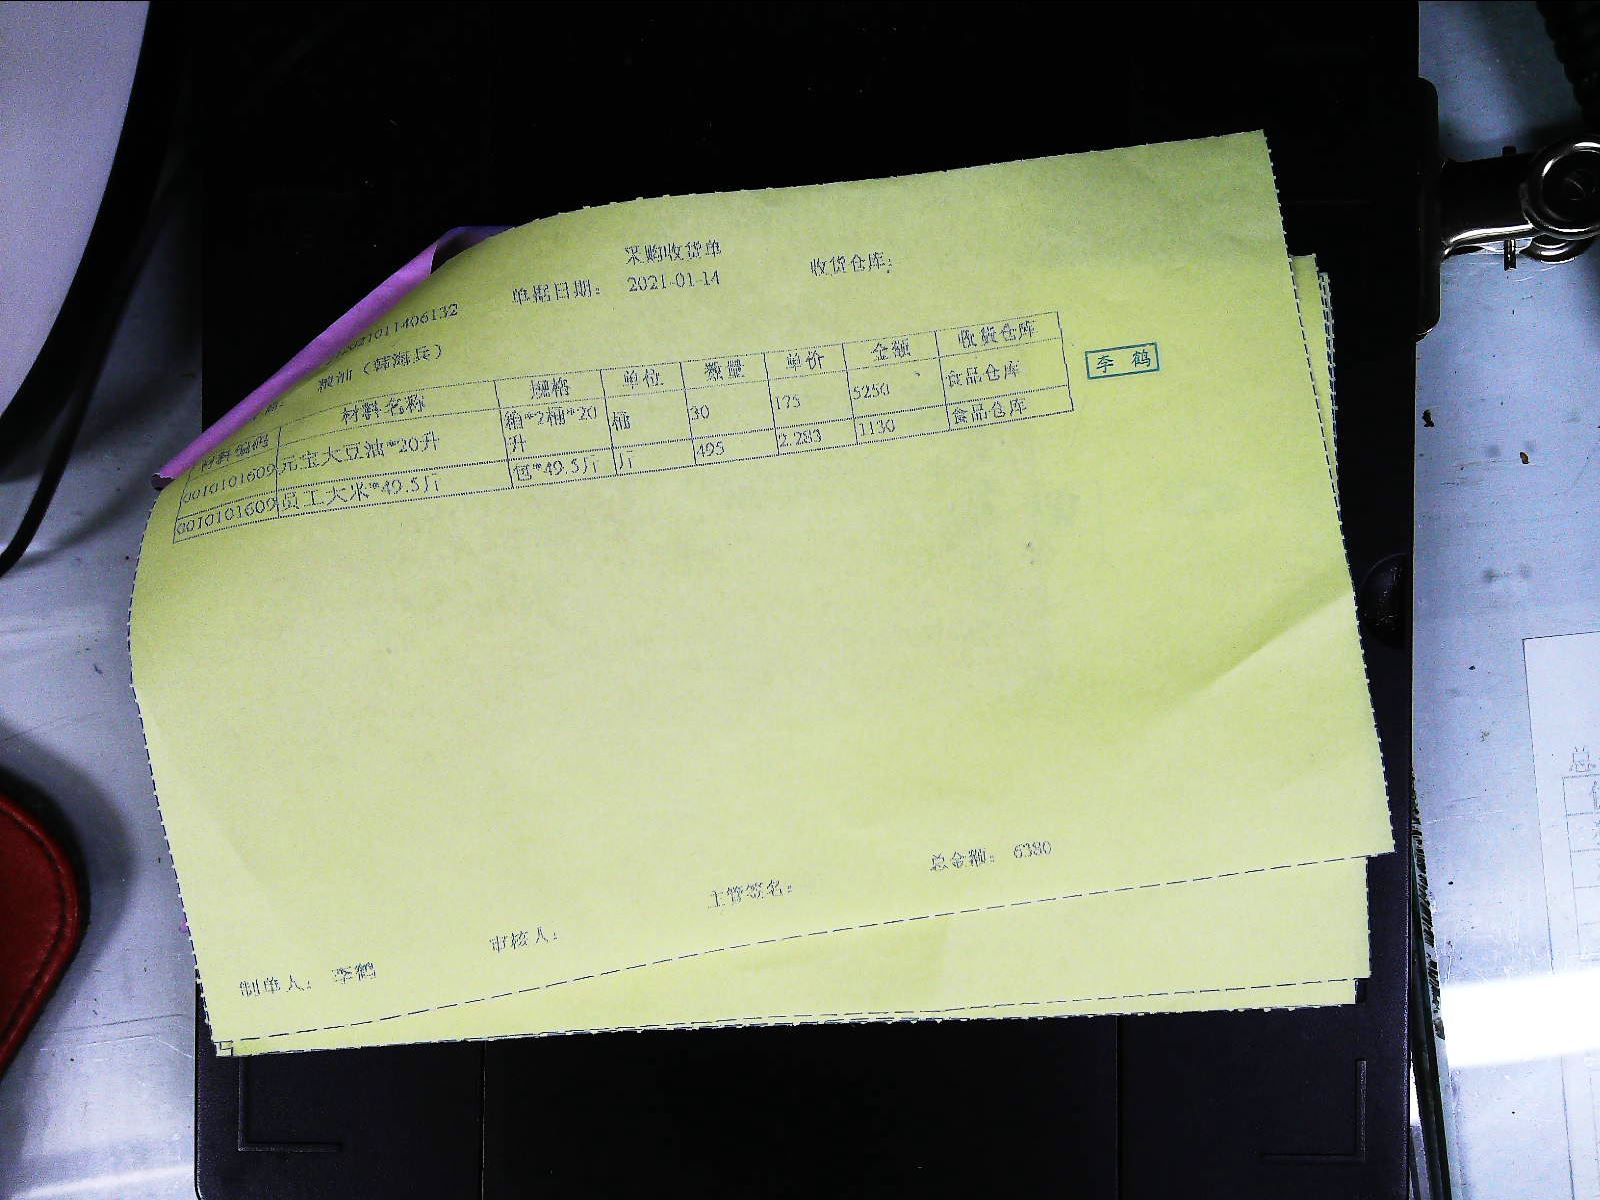 采购收货单
单据日期： 2021-01-14 收货仓库：
2021011406132
粮油（韩海兵）
材料编码 材料名称 规格 单位 数量 单价 金额 收货仓库
0010101609 元宝大豆油*20升 箱*2桶*20升 桶 30 175 5250 食品仓库
0010101609 员工大米*49.5斤 包*49.5斤 斤 495 2.283 1130 食品仓库
李鹤
总金额： 6380
主管签名：
审核人：
制单人： 李鹤
总